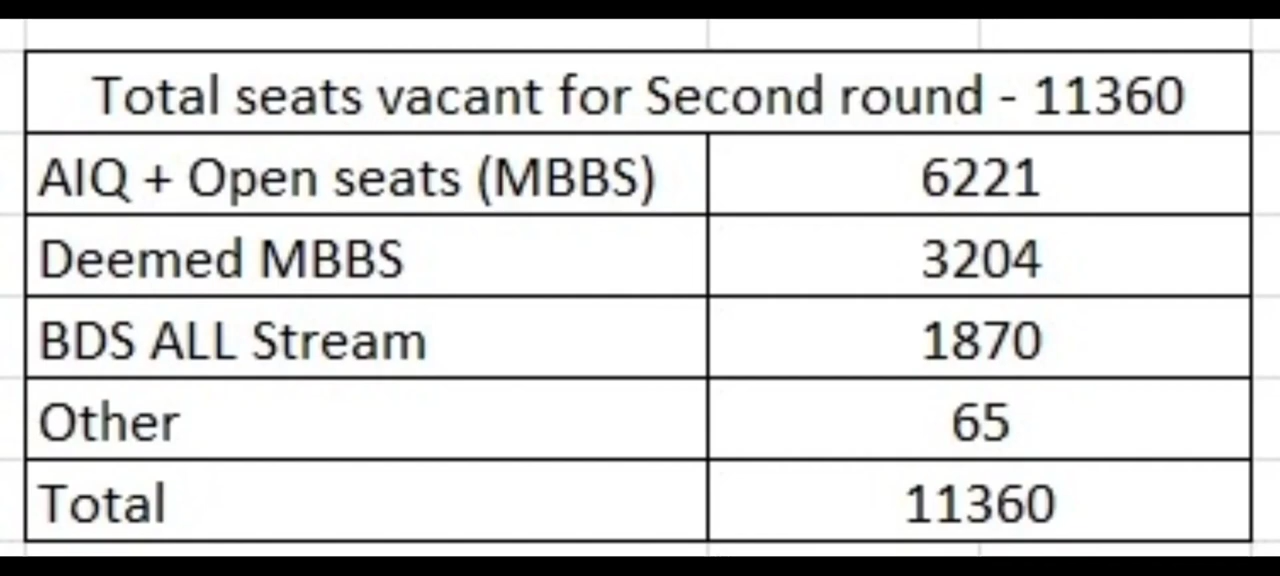 Total seats vacant for Second round - 11360
AIQ + Open seats (MBBS) 6221
Deemed MBBS 3204
BDS ALL Stream 1870
Other 65
Total 11360